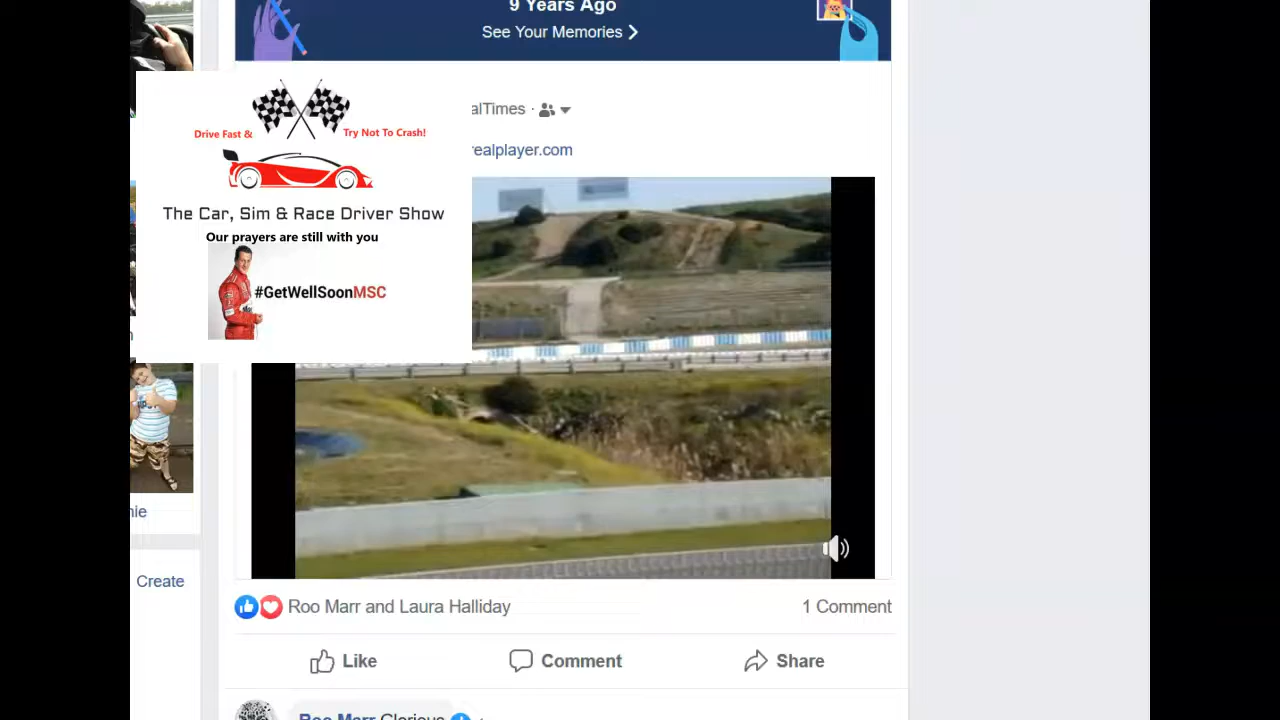 9 Years Ago
See Your Memories
alTimes ·
realplayer.com
Drive Fast &
Try Not To Crash!
The Car, Sim & Race Driver Show
Our prayers are still with you
#GetWellSoonMSC
nie
Create
Roo Marr and Laura Halliday
1 Comment
Like
Comment
Share
Roo Marr Glorious